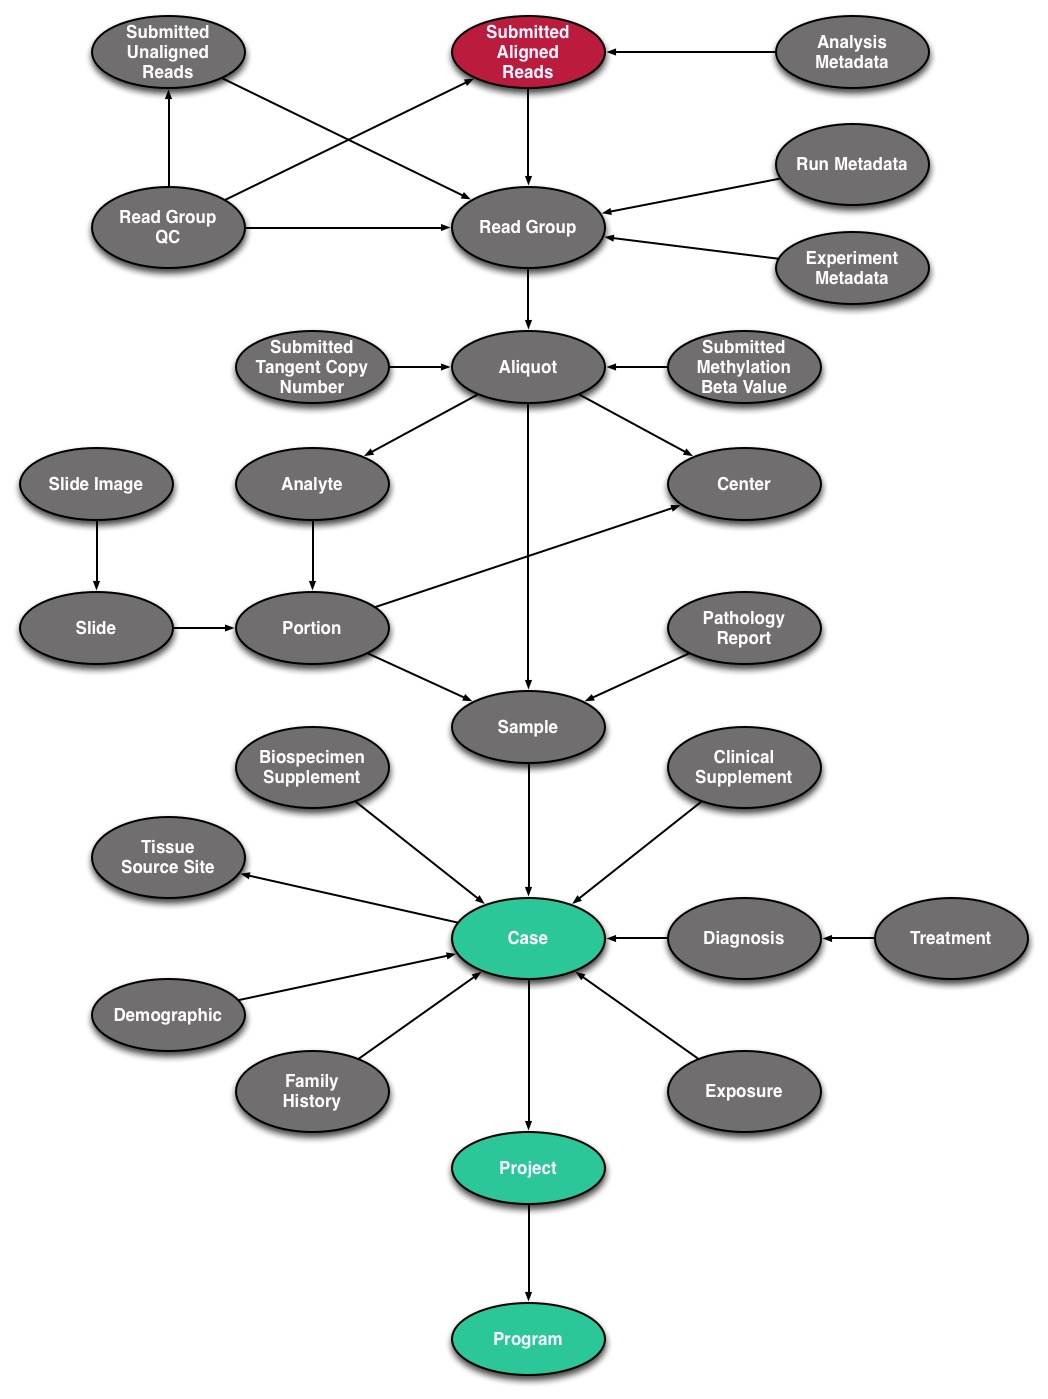 Submitted
Unaligned
Reads
Submitted
Aligned
Reads
Analysis
Metadata
Run Metadata
Read Group
QC
Read Group
Experiment
Metadata
Submitted
Tangent Copy
Number
Aliquot
Submitted
Methylation
Beta Value
Slide Image
Analyte
Center
Slide
Portion
Pathology
Report
Sample
Biospecimen
Supplement
Clinical
Supplement
Tissue
Source Site
Case
Diagnosis
Treatment
Demographic
Family
History
Exposure
Project
Program